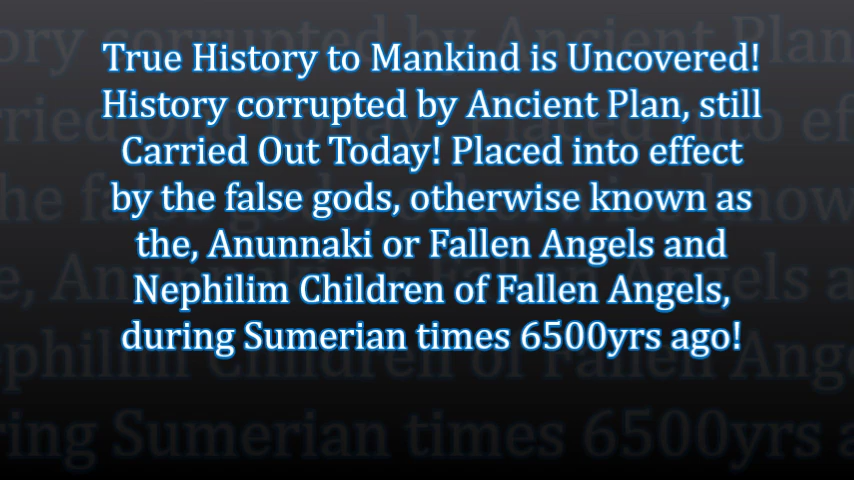 True History to Mankind is Uncovered!
History corrupted by Ancient Plan, still
Carried Out Today! Placed into effect
by the false gods, otherwise known as
the, Anunnaki or Fallen Angels and
Nephilim Children of Fallen Angels,
during Sumerian times 6500yrs ago!